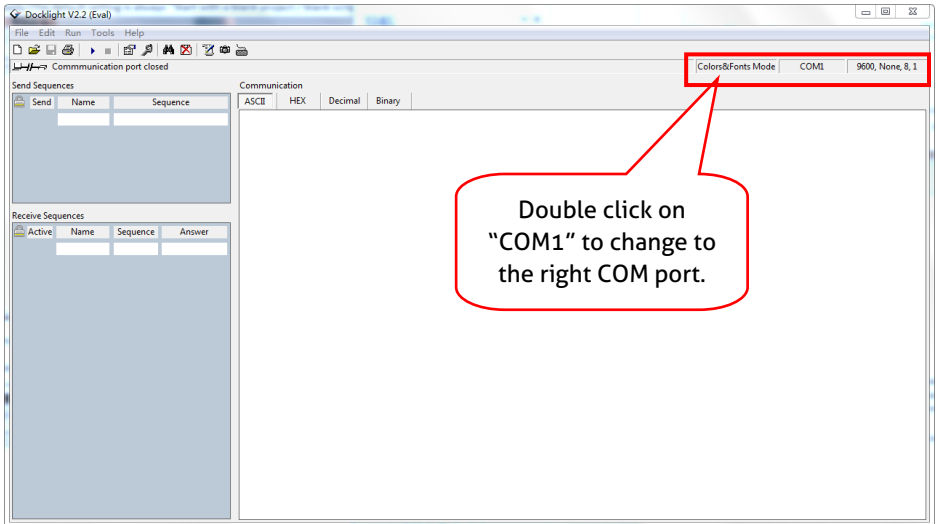 Docklight V2.2 (Eval)
File Edit Run Tools Help
Commmunication port closed
Colors&Fonts Mode COM1 9600, None, 8, 1
Send Sequences
Send Name Sequence
Communication
ASCII HEX Decimal Binary
Double click on
“COM1” to change to
the right COM port.
Receive Sequences
Active Name Sequence Answer